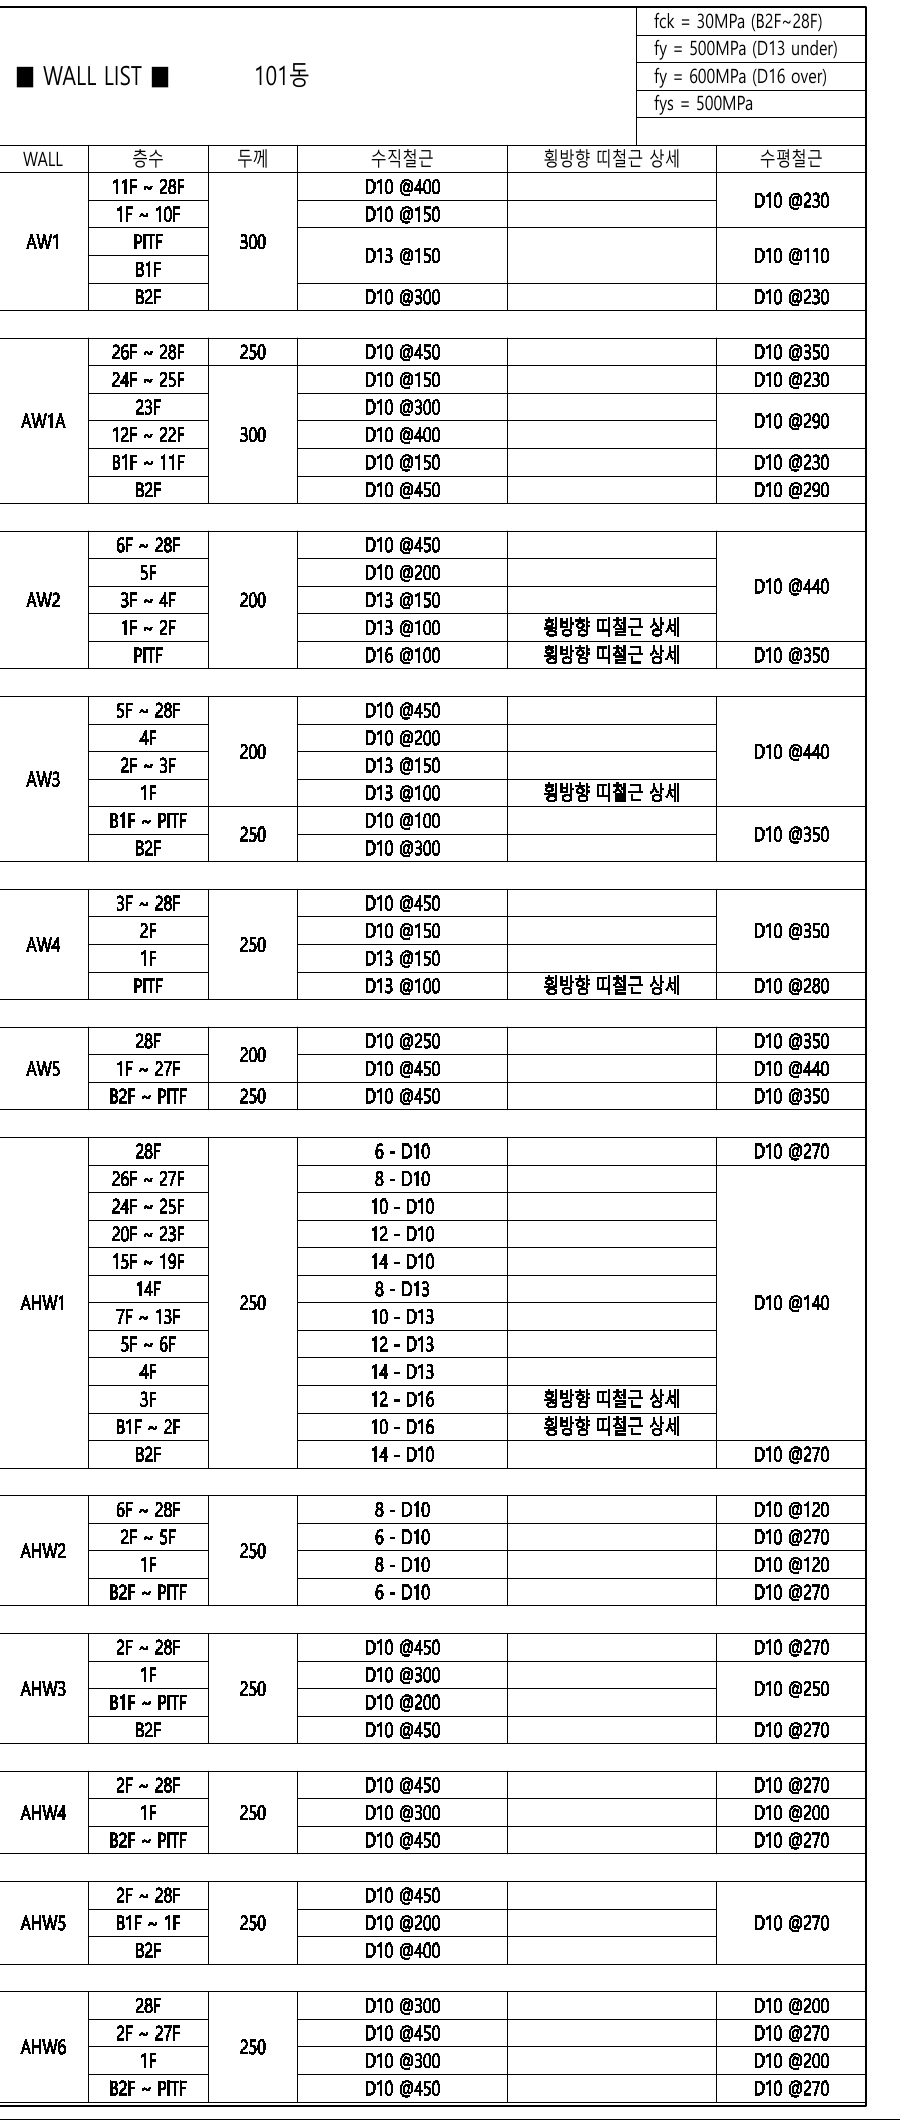 fck = 30MPa (B2F~28F)
fy = 500MPa (D13 under)
■ WALL LIST ■ 101동
fy = 600MPa (D16 over)
fys = 500MPa
WALL 층수 두께 수직철근 횡방향 띠철근 상세 수평철근
11F ~ 28F D10 @400
D10 @230
1F ~ 10F D10 @150
AW1 PITF 300
D13 @150 D10 @110
B1F
B2F D10 @300 D10 @230
26F ~ 28F 250 D10 @450 D10 @350
24F ~ 25F D10 @150 D10 @230
23F D10 @300
AW1A D10 @290
12F ~ 22F 300 D10 @400
B1F ~ 11F D10 @150 D10 @230
B2F D10 @450 D10 @290
6F ~ 28F D10 @450
5F D10 @200
D10 @440
AW2 3F ~ 4F 200 D13 @150
1F ~ 2F D13 @100 횡방향 띠철근 상세
PITF D16 @100 횡방향 띠철근 상세 D10 @350
5F ~ 28F D10 @450
4F D10 @200
200 D10 @440
2F ~ 3F D13 @150
AW3
1F D13 @100 횡방향 띠철근 상세
B1F ~ PITF D10 @100
250 D10 @350
B2F D10 @300
3F ~ 28F D10 @450
2F D10 @150 D10 @350
AW4 250
1F D13 @150
PITF D13 @100 횡방향 띠철근 상세 D10 @280
28F D10 @250 D10 @350
200
AW5 1F ~ 27F D10 @450 D10 @440
B2F ~ PITF 250 D10 @450 D10 @350
28F 6 - D10 D10 @270
26F ~ 27F 8 - D10
24F ~ 25F 10 - D10
20F ~ 23F 12 - D10
15F ~ 19F 14 - D10
14F 8 - D13
AHW1 250 D10 @140
7F ~ 13F 10 - D13
5F ~ 6F 12 - D13
4F 14 - D13
3F 12 - D16 횡방향 띠철근 상세
B1F ~ 2F 10 - D16 횡방향 띠철근 상세
B2F 14 - D10 D10 @270
6F ~ 28F 8 - D10 D10 @120
2F ~ 5F 6 - D10 D10 @270
AHW2 250
1F 8 - D10 D10 @120
B2F ~ PITF 6 - D10 D10 @270
2F ~ 28F D10 @450 D10 @270
1F D10 @300
AHW3 250 D10 @250
B1F ~ PITF D10 @200
B2F D10 @450 D10 @270
2F ~ 28F D10 @450 D10 @270
AHW4 1F 250 D10 @300 D10 @200
B2F ~ PITF D10 @450 D10 @270
2F ~ 28F D10 @450
AHW5 B1F ~ 1F 250 D10 @200 D10 @270
B2F D10 @400
28F D10 @300 D10 @200
2F ~ 27F D10 @450 D10 @270
AHW6 250
1F D10 @300 D10 @200
B2F ~ PITF D10 @450 D10 @270